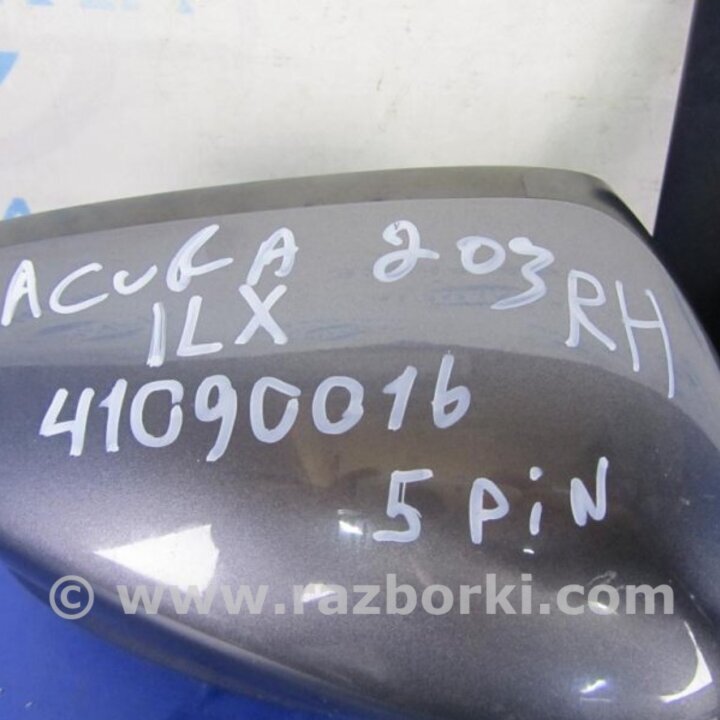 ACURA 203
ILX RH
41090016
5 PiN
© www.razborki.com